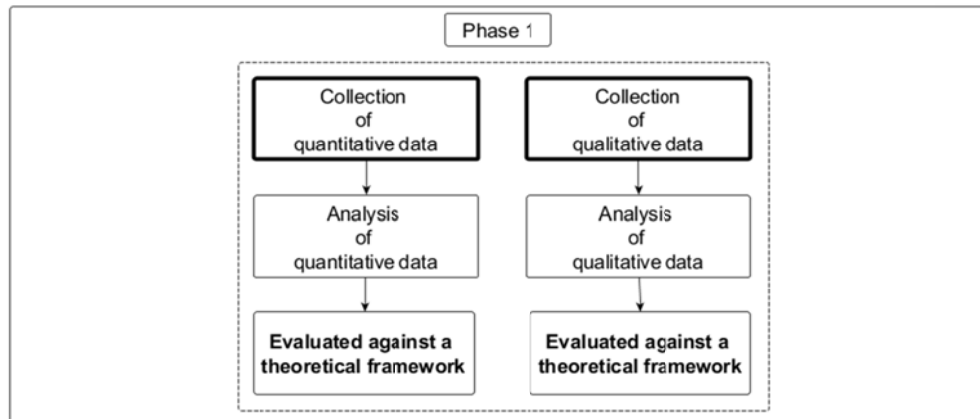 Phase 1
Collection
of
quantitative data
Collection
of
qualitative data
Analysis
of
quantitative data
Analysis
of
qualitative data
Evaluated against a
theoretical framework
Evaluated against a
theoretical framework